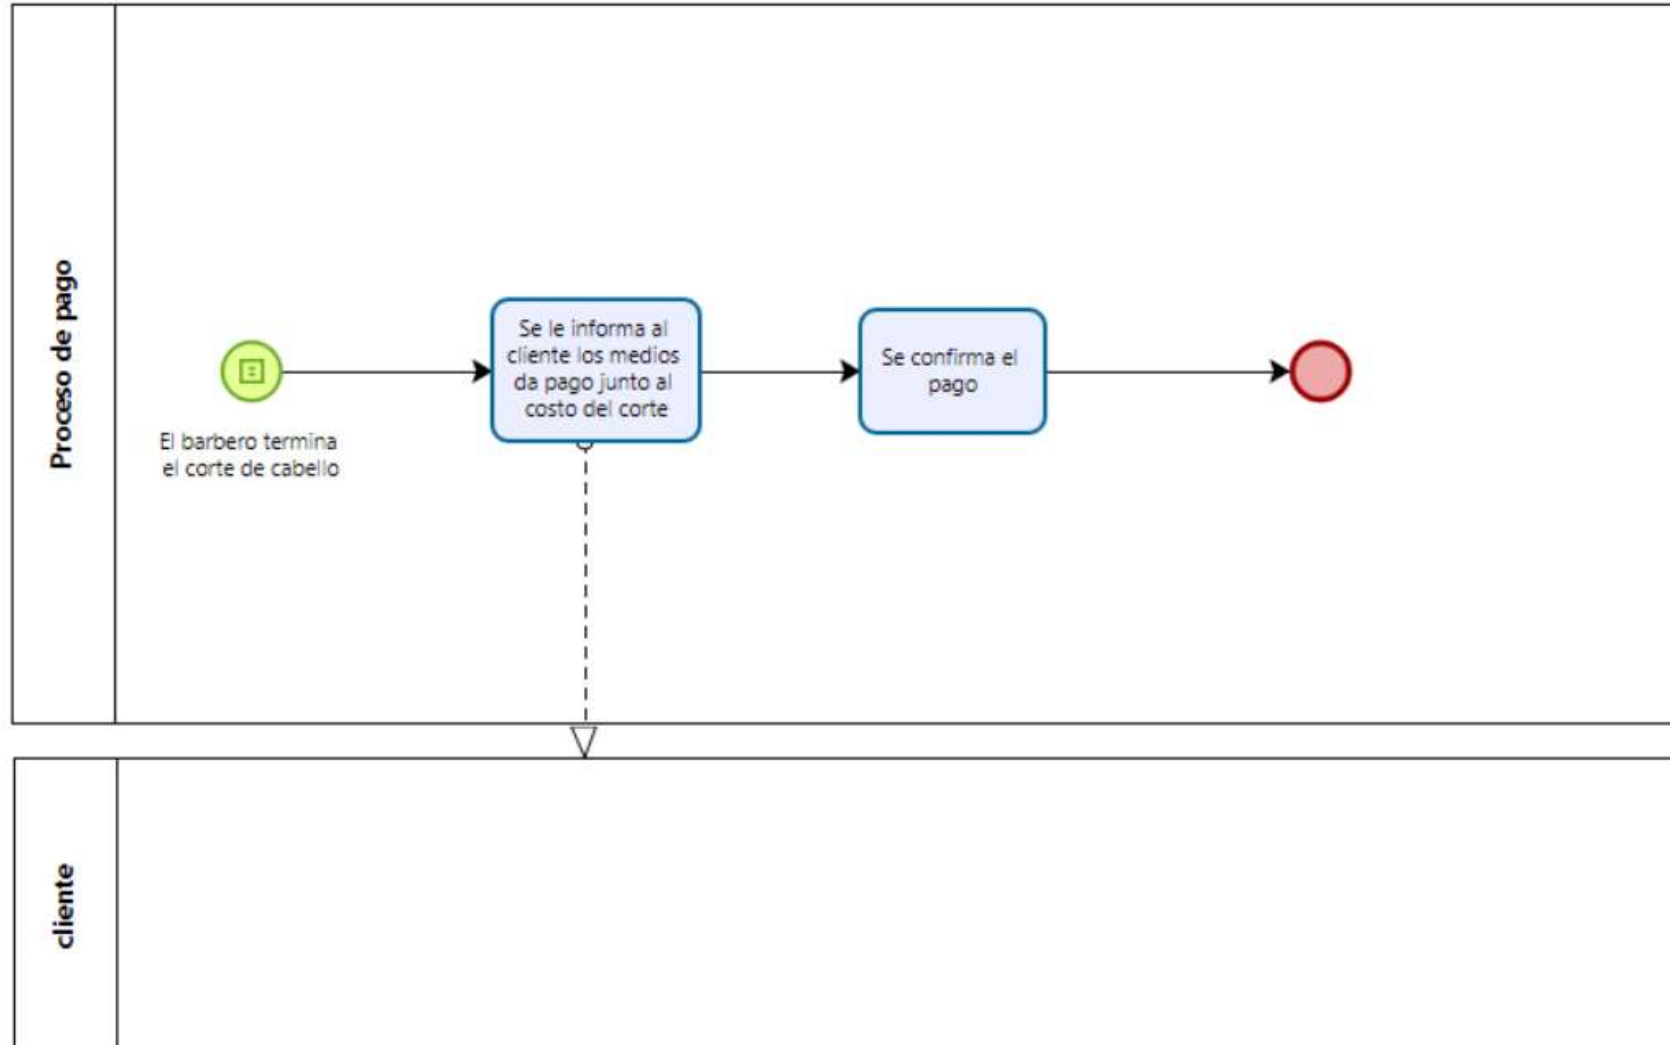 Proceso de pago
El barbero termina
el corte de cabello
Se le informa al
cliente los medios
da pago junto al
costo del corte
Se confirma el
pago
cliente